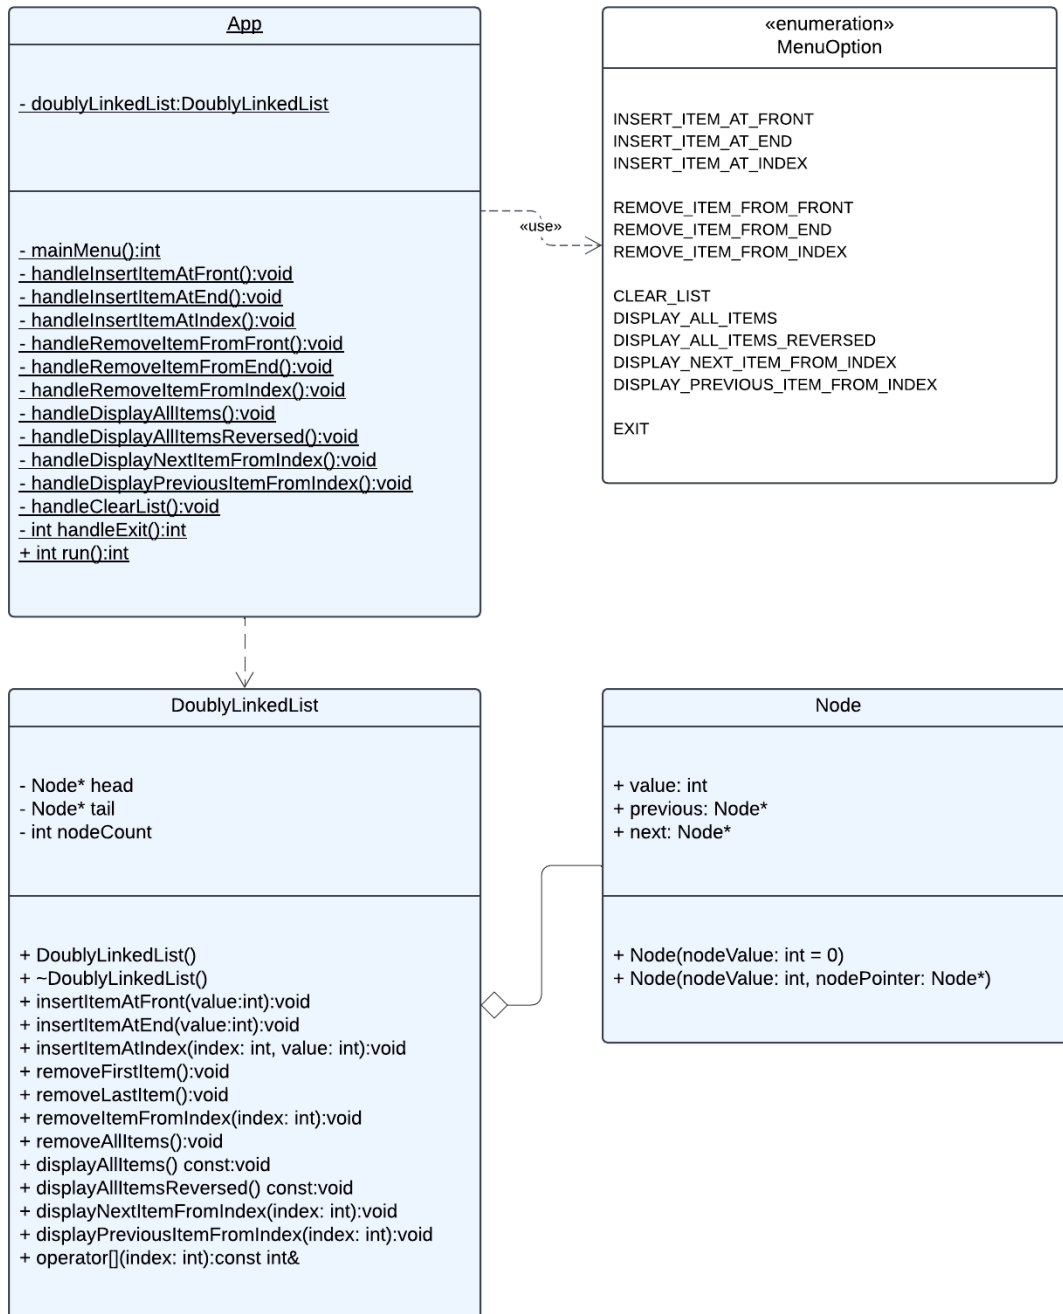 App
- doublyLinkedList:DoublyLinkedList
- mainMenu():int
- handleInsertItemAtFront():void
- handleInsertItemAtEnd():void
- handleInsertItemAtIndex():void
- handleRemoveItemFromFront():void
- handleRemoveItemFromEnd():void
- handleRemoveItemFromIndex():void
- handleDisplayAllItems():void
- handleDisplayAllItemsReversed():void
- handleDisplayNextItemFromIndex():void
- handleDisplayPreviousItemFromIndex():void
- handleClearList():void
- int handleExit():int
+ int run():int
«use»
«enumeration»
MenuOption
INSERT_ITEM_AT_FRONT
INSERT_ITEM_AT_END
INSERT_ITEM_AT_INDEX
REMOVE_ITEM_FROM_FRONT
REMOVE_ITEM_FROM_END
REMOVE_ITEM_FROM_INDEX
CLEAR_LIST
DISPLAY_ALL_ITEMS
DISPLAY_ALL_ITEMS_REVERSED
DISPLAY_NEXT_ITEM_FROM_INDEX
DISPLAY_PREVIOUS_ITEM_FROM_INDEX
EXIT
DoublyLinkedList
- Node* head
- Node* tail
- int nodeCount
+ DoublyLinkedList()
+ ~DoublyLinkedList()
+ insertItemAtFront(value:int):void
+ insertItemAtEnd(value:int):void
+ insertItemAtIndex(index: int, value: int):void
+ removeFirstItem():void
+ removeLastItem():void
+ removeItemFromIndex(index: int):void
+ removeAllItems():void
+ displayAllItems() const:void
+ displayAllItemsReversed() const:void
+ displayNextItemFromIndex(index: int):void
+ displayPreviousItemFromIndex(index: int):void
+ operator[](index: int):const int&
Node
+ value: int
+ previous: Node*
+ next: Node*
+ Node(nodeValue: int = 0)
+ Node(nodeValue: int, nodePointer: Node*)